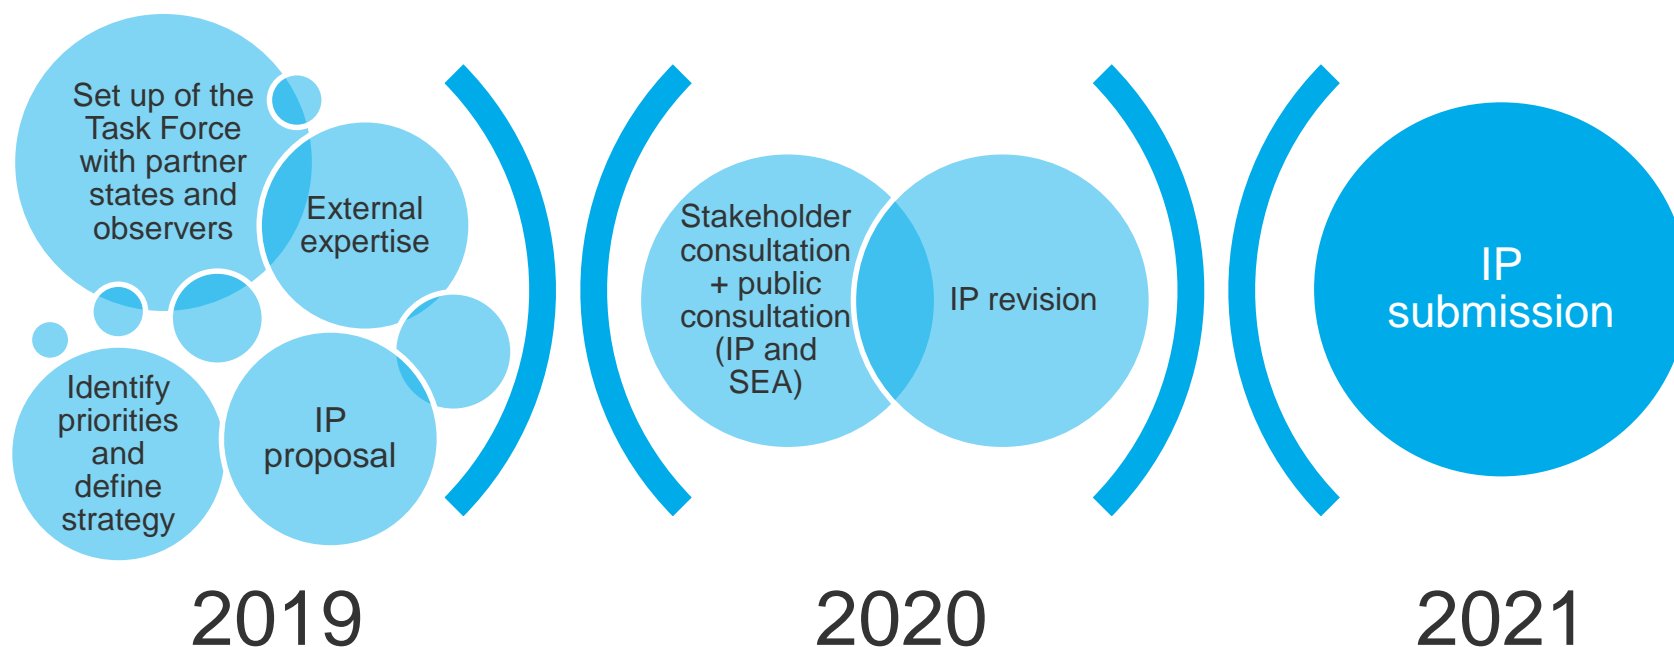 Set up of the
Task Force
with partner
states and
observers
External
expertise
Identify
priorities
and
define
strategy
IP
proposal
2019
Stakeholder
consultation
+ public
consultation
(IP and
SEA)
IP revision
2020
IP
submission
2021